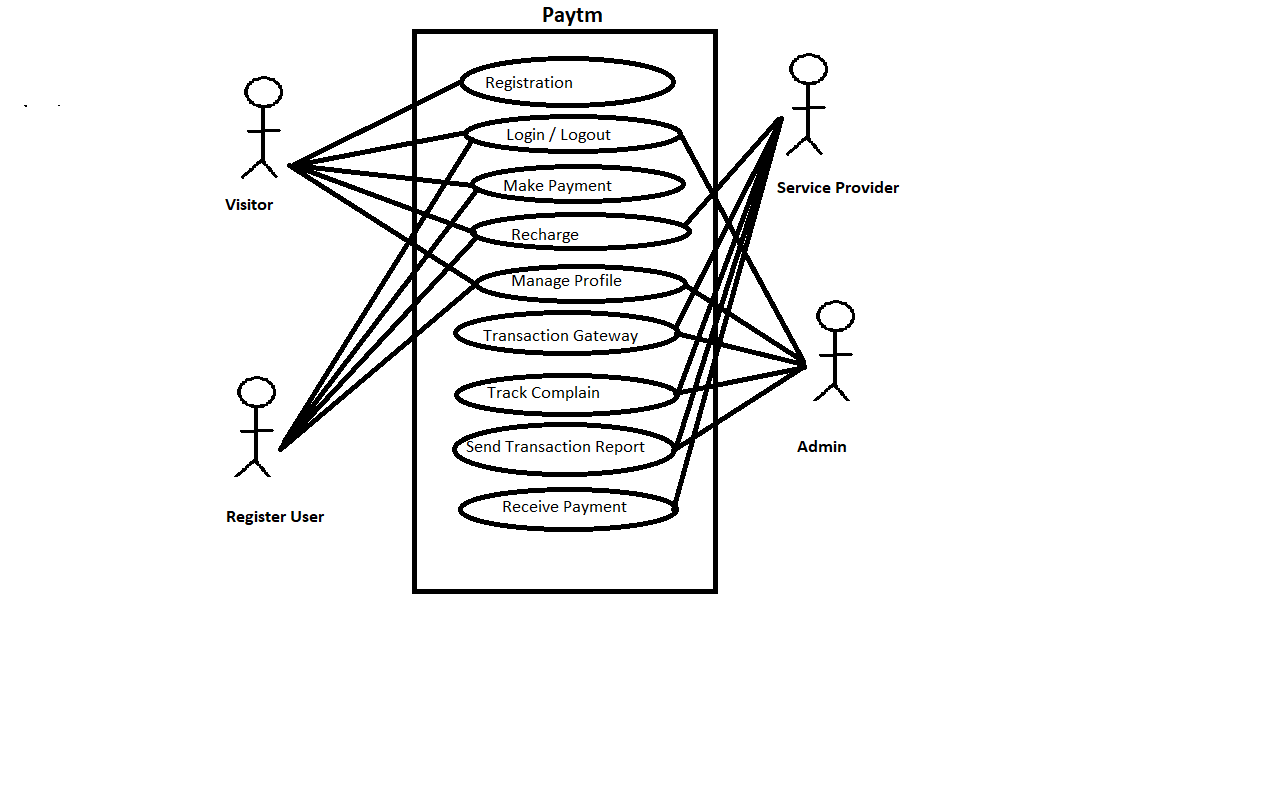 Paytm
Registration
Login / Logout
Make Payment
Recharge
Manage Profile
Transaction Gateway
Track Complain
Send Transaction Report
Receive Payment
Visitor
Register User
Service Provider
Admin